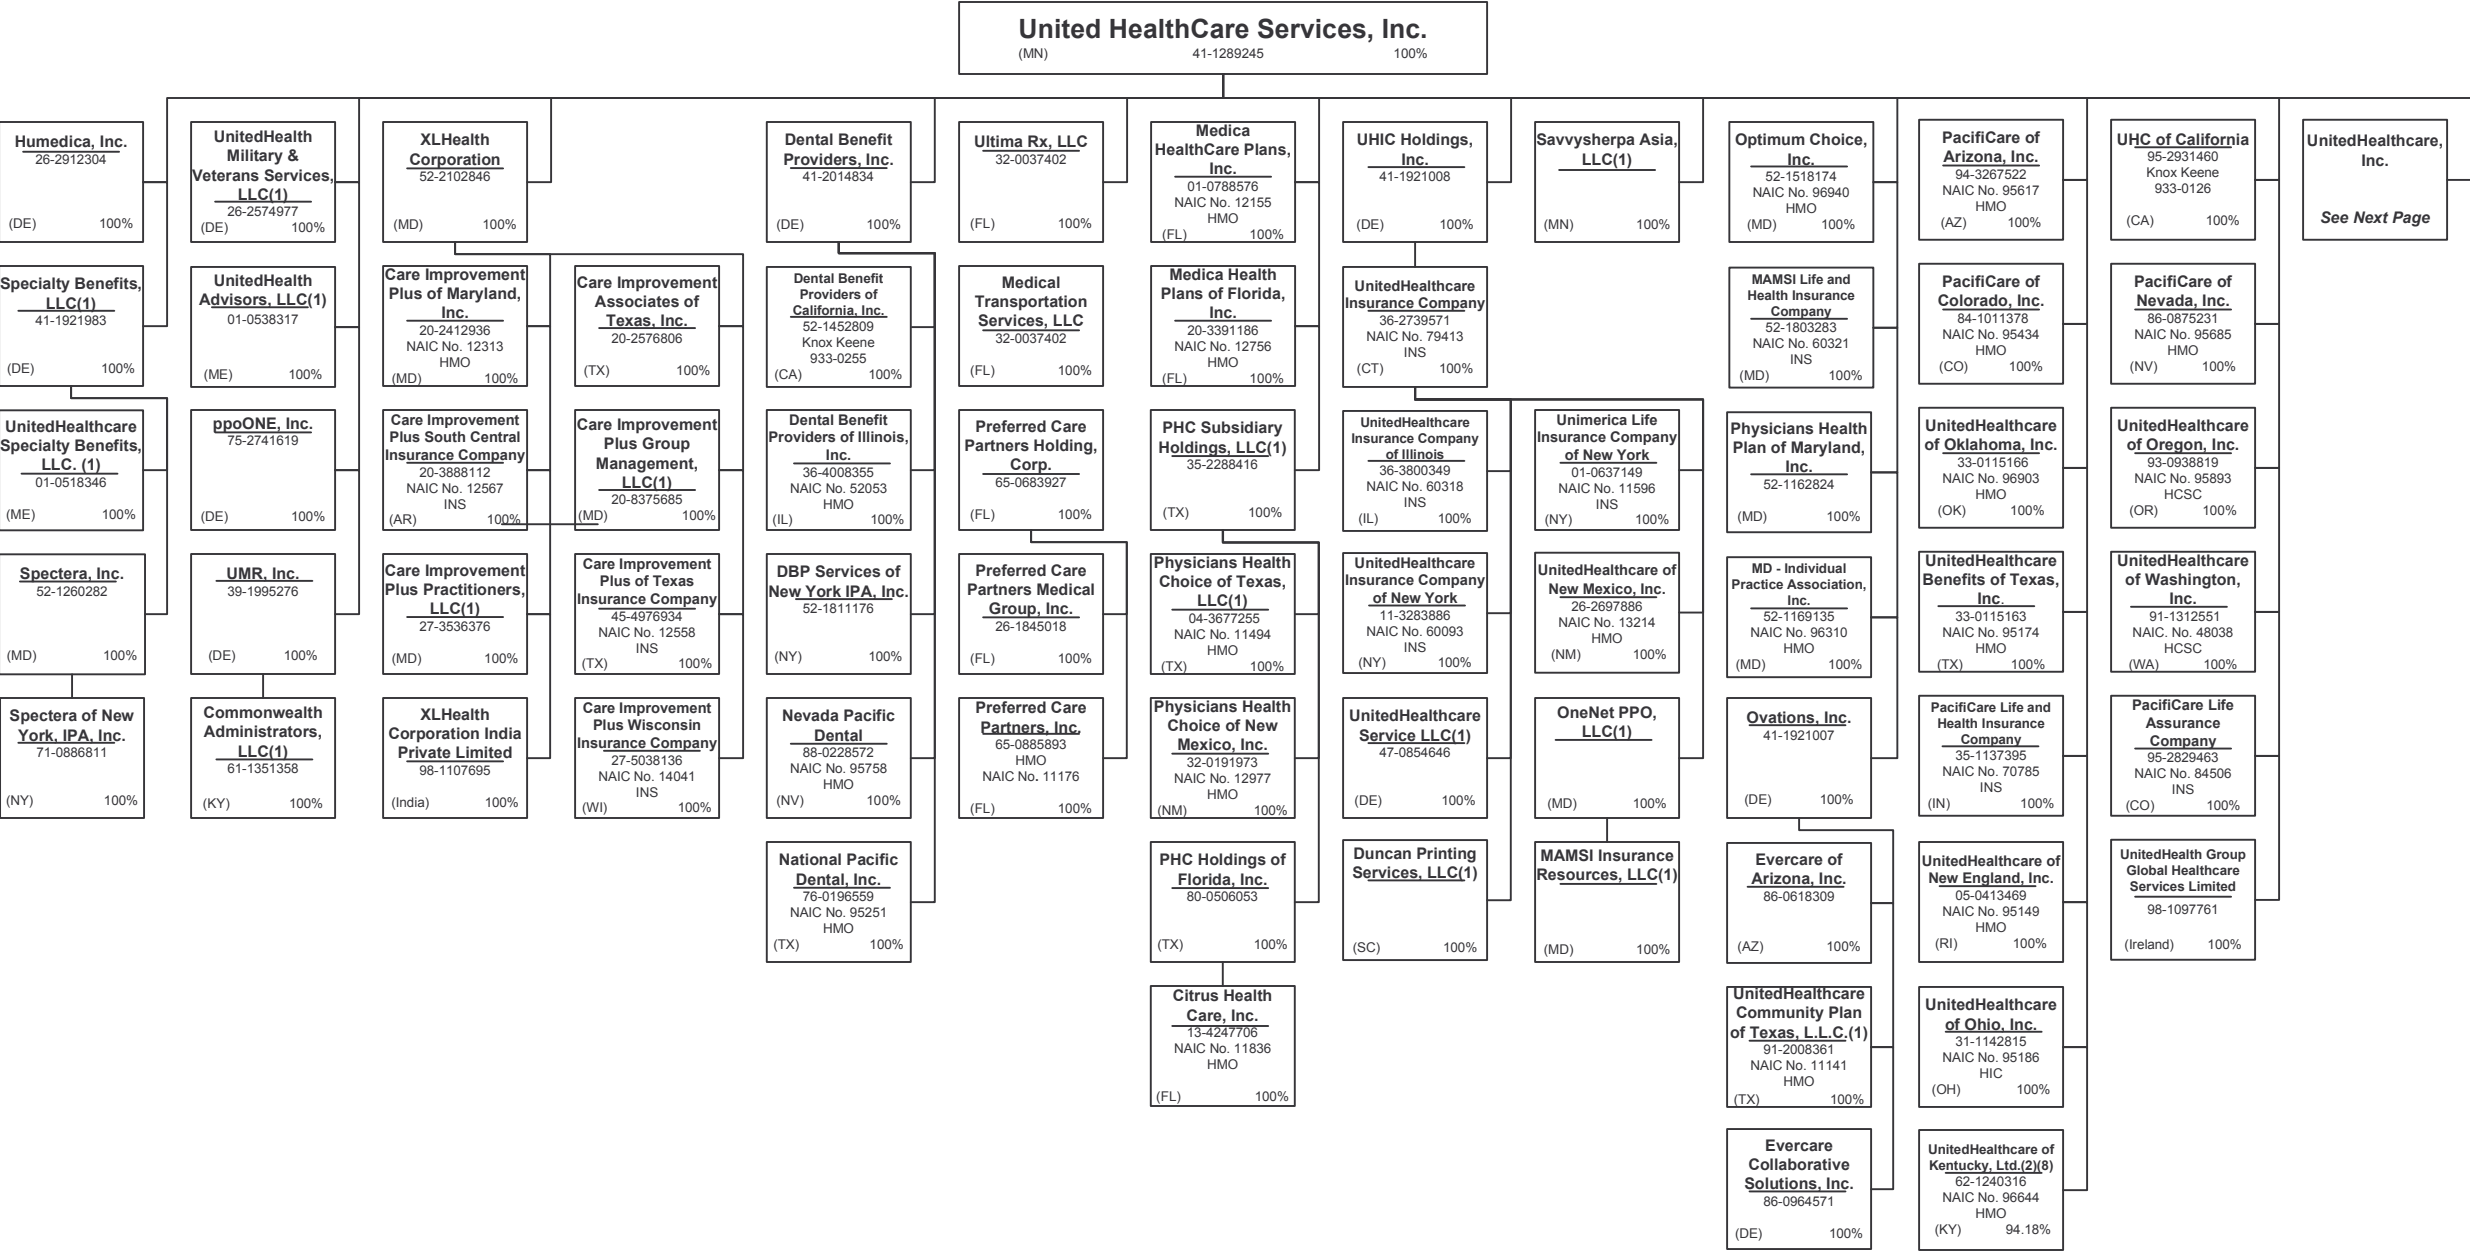 United HealthCare Services, Inc.
(MN) 41-1289245 100%
Humedica, Inc.
26-2912304
(DE) 100%
Specialty Benefits,
LLC(1)
41-1921983
(DE) 100%
UnitedHealthcare
Specialty Benefits,
LLC. (1)
01-0518346
(ME) 100%
Spectera, Inc.
52-1260282
(MD) 100%
Spectera of New
York, IPA, Inc.
71-0886811
(NY) 100%
UnitedHealth
Military &
Veterans Services,
LLC(1)
26-2574977
(DE) 100%
UnitedHealth
Advisors, LLC(1)
01-0538317
(ME) 100%
ppoONE, Inc.
75-2741619
(DE) 100%
UMR, Inc.
39-1995276
(DE) 100%
Commonwealth
Administrators,
LLC(1)
61-1351358
(KY) 100%
XLHealth
Corporation
52-2102846
(MD) 100%
Care Improvement
Plus of Maryland,
Inc.
20-2412936
NAIC No. 12313
HMO
(MD) 100%
Care Improvement
Plus South Central
Insurance Company
20-3888112
NAIC No. 12567
INS
(AR) 100%
Care Improvement
Plus Practitioners,
LLC(1)
27-3536376
(MD) 100%
XLHealth
Corporation India
Private Limited
98-1107695
(India) 100%
Care Improvement
Associates of
Texas, Inc.
20-2576806
(TX) 100%
Care Improvement
Plus Group
Management,
LLC(1)
20-8375685
(MD) 100%
Care Improvement
Plus of Texas
Insurance Company
45-4976934
NAIC No. 12558
INS
(TX) 100%
Care Improvement
Plus Wisconsin
Insurance Company
27-5038136
NAIC No. 14041
INS
(WI) 100%
Dental Benefit
Providers, Inc.
41-2014834
(DE) 100%
Dental Benefit
Providers of
California, Inc.
52-1452809
Knox Keene
933-0255
(CA) 100%
Dental Benefit
Providers of Illinois,
Inc.
36-4008355
NAIC No. 52053
HMO
(IL) 100%
DBP Services of
New York IPA, Inc.
52-1811176
(NY) 100%
Nevada Pacific
Dental
88-0228572
NAIC No. 95758
HMO
(NV) 100%
National Pacific
Dental, Inc.
76-0196559
NAIC No. 95251
HMO
(TX) 100%
Ultima Rx, LLC
32-0037402
(FL) 100%
Medical
Transportation
Services, LLC
32-0037402
(FL) 100%
Preferred Care
Partners Holding,
Corp.
65-0683927
(FL) 100%
Preferred Care
Partners Medical
Group, Inc.
26-1845018
(FL) 100%
Preferred Care
Partners, Inc.
65-0885893
HMO
NAIC No. 11176
(FL) 100%
Medica
HealthCare Plans,
Inc.
01-0788576
NAIC No. 12155
HMO
(FL) 100%
Medica Health
Plans of Florida,
Inc.
20-3391186
NAIC No. 12756
HMO
(FL) 100%
PHC Subsidiary
Holdings, LLC(1)
35-2288416
(TX) 100%
Physicians Health
Choice of Texas,
LLC(1)
04-3677255
NAIC No. 11494
HMO
(TX) 100%
Physicians Health
Choice of New
Mexico, Inc.
32-0191973
NAIC No. 12977
HMO
(NM) 100%
PHC Holdings of
Florida, Inc.
80-0506053
(TX) 100%
Citrus Health
Care, Inc.
13-4247706
NAIC No. 11836
HMO
(FL) 100%
UHIC Holdings,
Inc.
41-1921008
(DE) 100%
UnitedHealthcare
Insurance Company
36-2739571
NAIC No. 79413
INS
(CT) 100%
UnitedHealthcare
Insurance Company
of Illinois
36-3800349
NAIC No. 60318
INS
(IL) 100%
UnitedHealthcare
Insurance Company
of New York
11-3283886
NAIC No. 60093
INS
(NY) 100%
UnitedHealthcare
Service LLC(1)
47-0854646
(DE) 100%
Duncan Printing
Services, LLC(1)
(SC) 100%
Savvysherpa Asia,
LLC(1)
(MN) 100%
Unimerica Life
Insurance Company
of New York
01-0637149
NAIC No. 11596
INS
(NY) 100%
UnitedHealthcare of
New Mexico, Inc.
26-2697886
NAIC No. 13214
HMO
(NM) 100%
OneNet PPO,
LLC(1)
(MD) 100%
MAMSI Insurance
Resources, LLC(1)
(MD) 100%
Optimum Choice,
Inc.
52-1518174
NAIC No. 96940
HMO
(MD) 100%
MAMSI Life and
Health Insurance
Company
52-1803283
NAIC No. 60321
INS
(MD) 100%
Physicians Health
Plan of Maryland,
Inc.
52-1162824
(MD) 100%
MD - Individual
Practice Association,
Inc.
52-1169135
NAIC No. 96310
HMO
(MD) 100%
Ovations, Inc.
41-1921007
(DE) 100%
Evercare of
Arizona, Inc.
86-0618309
(AZ) 100%
UnitedHealthcare
Community Plan
of Texas, L.L.C.(1)
91-2008361
NAIC No. 11141
HMO
(TX) 100%
Evercare
Collaborative
Solutions, Inc.
86-0964571
(DE) 100%
PacifiCare of
Arizona, Inc.
94-3267522
NAIC No. 95617
HMO
(AZ) 100%
PacifiCare of
Colorado, Inc.
84-1011378
NAIC No. 95434
HMO
(CO) 100%
UnitedHealthcare
of Oklahoma, Inc.
33-0115166
NAIC No. 96903
HMO
(OK) 100%
UnitedHealthcare
Benefits of Texas,
Inc.
33-0115163
NAIC No. 95174
HMO
(TX) 100%
PacifiCare Life and
Health Insurance
Company
35-1137395
NAIC No. 70785
INS
(IN) 100%
UnitedHealthcare of
New England, Inc.
05-0413469
NAIC No. 95149
HMO
(RI) 100%
UnitedHealthcare
of Ohio, Inc.
31-1142815
NAIC No. 95186
HIC
(OH) 100%
UnitedHealthcare of
Kentucky, Ltd.(2)(8)
62-1240316
NAIC No. 96644
HMO
(KY) 94.18%
UHC of California
95-2931460
Knox Keene
933-0126
(CA) 100%
PacifiCare of
Nevada, Inc.
86-0875231
NAIC No. 95685
HMO
(NV) 100%
UnitedHealthcare
of Oregon, Inc.
93-0938819
NAIC No. 95893
HCSC
(OR) 100%
UnitedHealthcare
of Washington,
Inc.
91-1312551
NAIC. No. 48038
HCSC
(WA) 100%
PacifiCare Life
Assurance
Company
95-2829463
NAIC No. 84506
INS
(CO) 100%
UnitedHealth Group
Global Healthcare
Services Limited
98-1097761
(Ireland) 100%
UnitedHealthcare,
Inc.
See Next Page